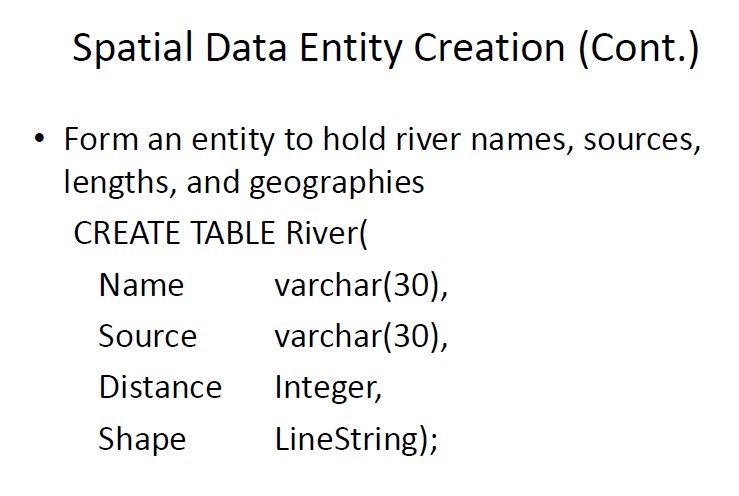 Spatial Data Entity Creation (Cont.)
• Form an entity to hold river names, sources,
lengths, and geographies
CREATE TABLE River(
Name varchar(30),
Source varchar(30),
Distance Integer,
Shape LineString);